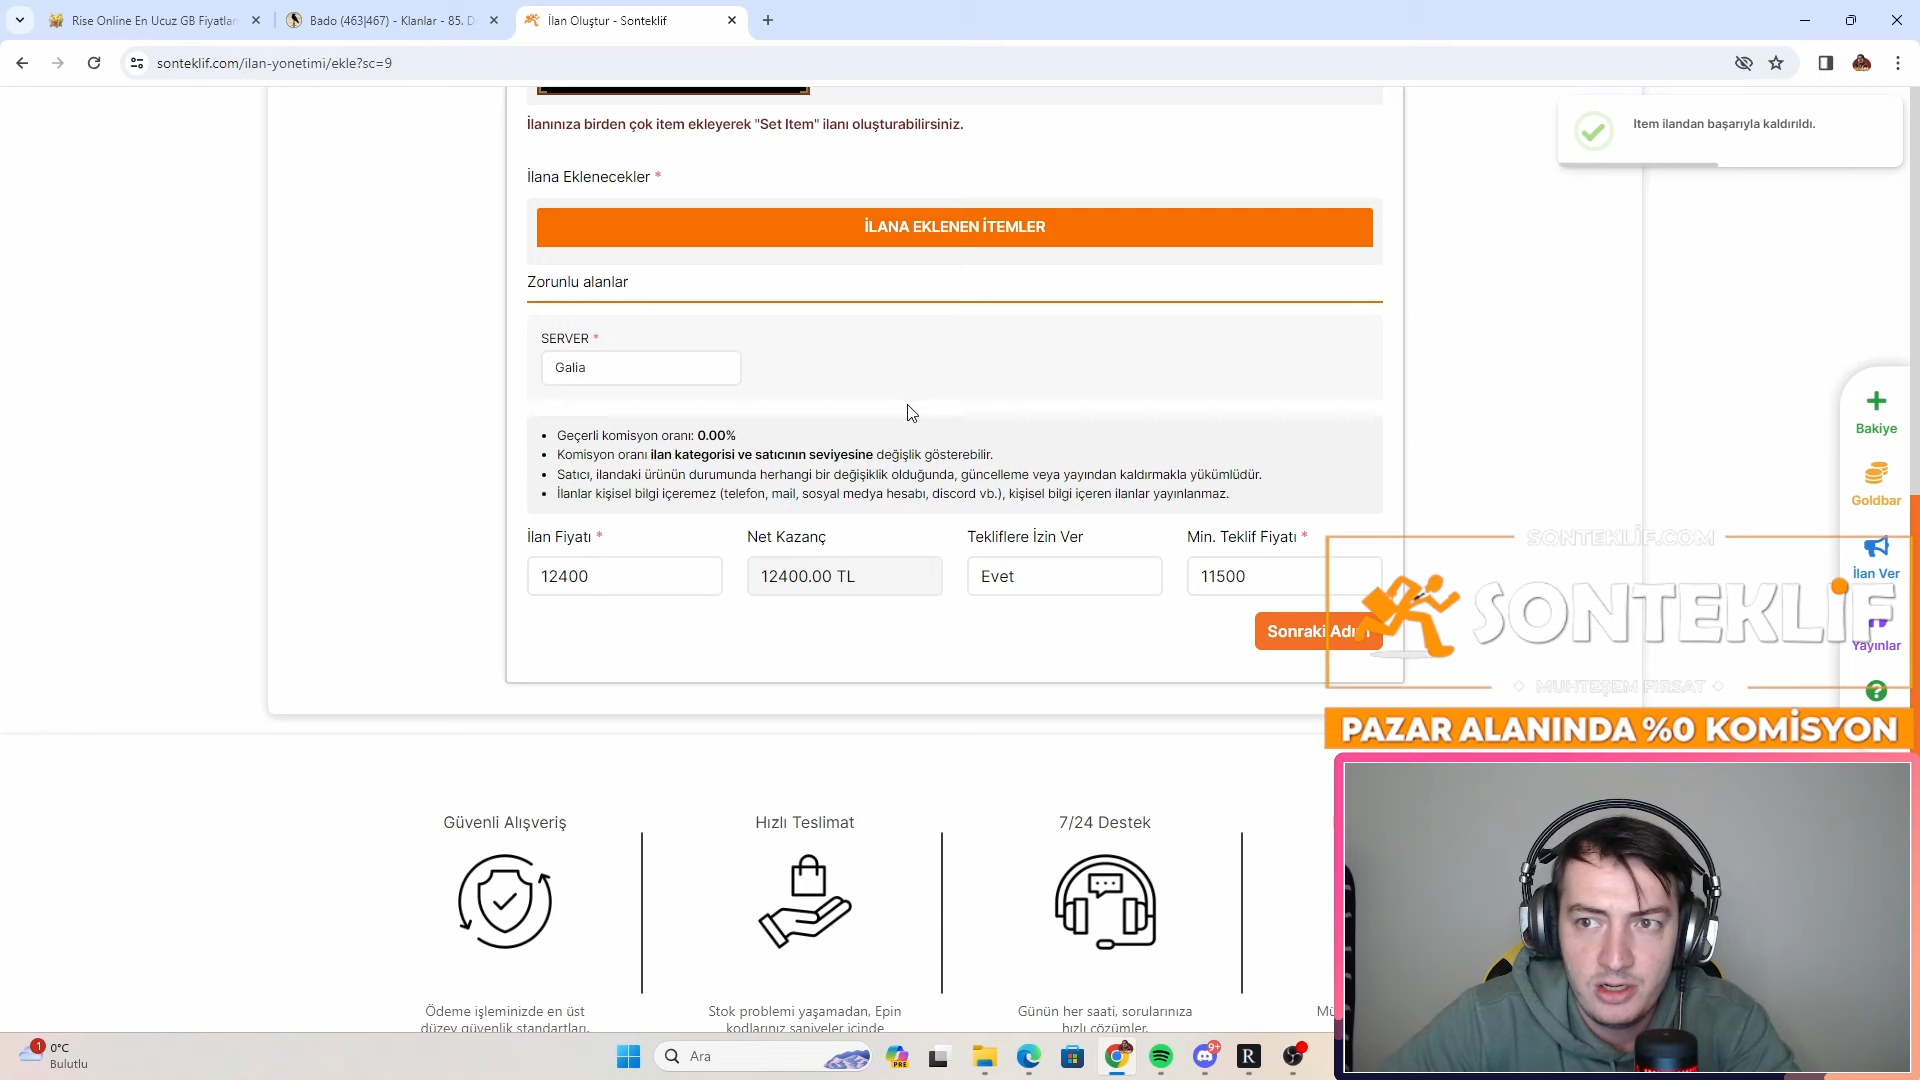 Rise Online En Ucuz GB Fiyatları
Bado (463|467) - Klanlar - 85. D
İlan Oluştur - Sonteklif
sonteklif.com/ilan-yonetimi/ekle?sc=9
Item ilandan başarıyla kaldırıldı.
İlanınıza birden çok item ekleyerek "Set Item" ilanı oluşturabilirsiniz.
İlana Eklenecekler *
İLANA EKLENEN İTEMLER
Zorunlu alanlar
SERVER *
Galia
Geçerli komisyon oranı: 0.00%
Komisyon oranı ilan kategorisi ve satıcının seviyesine değişlik gösterebilir.
Satıcı, ilandaki ürünün durumunda herhangi bir değişiklik olduğunda, güncelleme veya yayından kaldırmakla yükümlüdür.
İlanlar kişisel bilgi içeremez (telefon, mail, sosyal medya hesabı, discord vb.), kişisel bilgi içeren ilanlar yayınlanmaz.
İlan Fiyatı * Net Kazanç Tekliflere İzin Ver Min. Teklif Fiyatı *
12400 12400.00 TL Evet 11500
Sonraki Adım
Bakiye
Goldbar
İlan Ver
Yayınlar
SONTEKLİF.COM
SONTEKLİF
MUHTEŞEM FIRSAT
PAZAR ALANINDA %0 KOMİSYON
Güvenli Alışveriş Hızlı Teslimat 7/24 Destek
Ödeme işleminizde en üst Stok problemi yaşamadan, Epin Günün her saati, sorularınıza
düzey güvenlik standartları. kodlarınız saniyeler içinde hızlı çözümler.
1
0°C
Bulutlu
Ara
PRE
9+
R